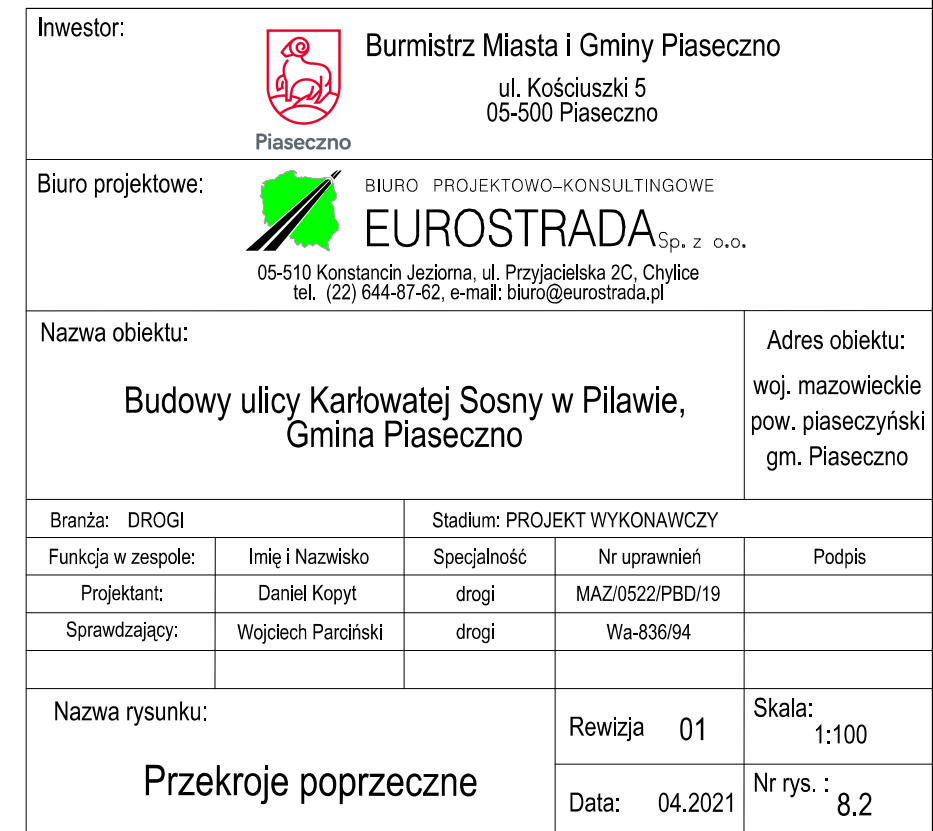 Inwestor:
Piaseczno
Burmistrz Miasta i Gminy Piaseczno
ul. Kościuszki 5
05-500 Piaseczno
Biuro projektowe:
BIURO PROJEKTOWO–KONSULTINGOWE
EUROSTRADA Sp. z o.o.
05-510 Konstancin Jeziorna, ul. Przyjacielska 2C, Chylice
tel. (22) 644-87-62, e-mail: biuro@eurostrada.pl
Nazwa obiektu:
Budowy ulicy Karłowatej Sosny w Pilawie,
Gmina Piaseczno
Adres obiektu:
woj. mazowieckie
pow. piaseczyński
gm. Piaseczno
Branża: DROGI Stadium: PROJEKT WYKONAWCZY
Funkcja w zespole: Imię i Nazwisko Specjalność Nr uprawnień Podpis
Projektant: Daniel Kopyt drogi MAZ/0522/PBD/19
Sprawdzający: Wojciech Parciński drogi Wa-836/94
Nazwa rysunku:
Przekroje poprzeczne
Rewizja 01
Skala:
1:100
Data: 04.2021
Nr rys. :
8.2